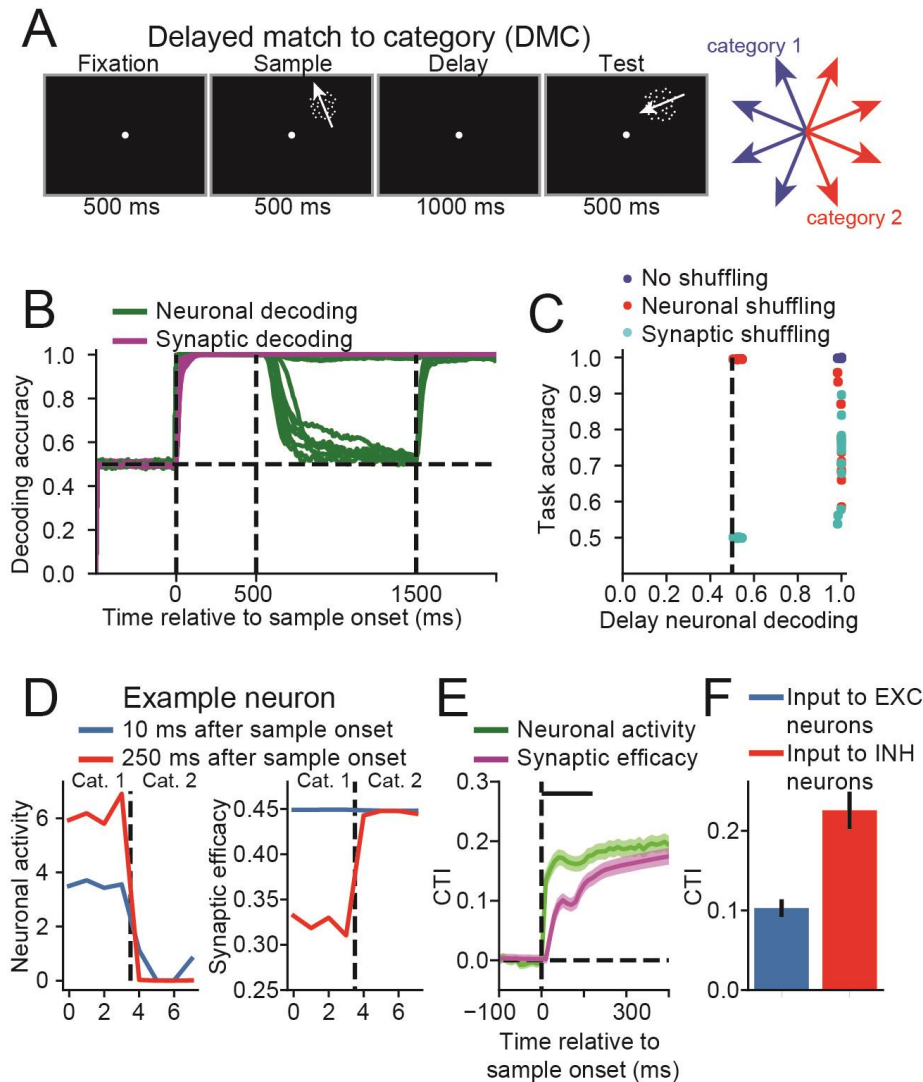 A
Delayed match to category (DMC)
Fixation Sample Delay Test
500 ms 500 ms 1000 ms 500 ms
category 1
category 2
B
Neuronal decoding
Synaptic decoding
Decoding accuracy
1.0
0.8
0.6
0.4
0.2
0.0
0 500 1500
Time relative to sample onset (ms)
C
No shuffling
Neuronal shuffling
Synaptic shuffling
Task accuracy
1.0
0.9
0.8
0.7
0.6
0.5
0.0 0.2 0.4 0.6 0.8 1.0
Delay neuronal decoding
D
Example neuron
10 ms after sample onset
250 ms after sample onset
Cat. 1 Cat. 2
Neuronal activity
6
4
2
0
0 2 4 6
Cat. 1 Cat. 2
Synaptic efficacy
0.45
0.40
0.35
0.30
0.25
0 2 4 6
E
Neuronal activity
Synaptic efficacy
CTI
0.3
0.2
0.1
0.0
−100 0 300
Time relative to
sample onset (ms)
F
Input to EXC
neurons
Input to INH
neurons
CTI
0.2
0.1
0.0